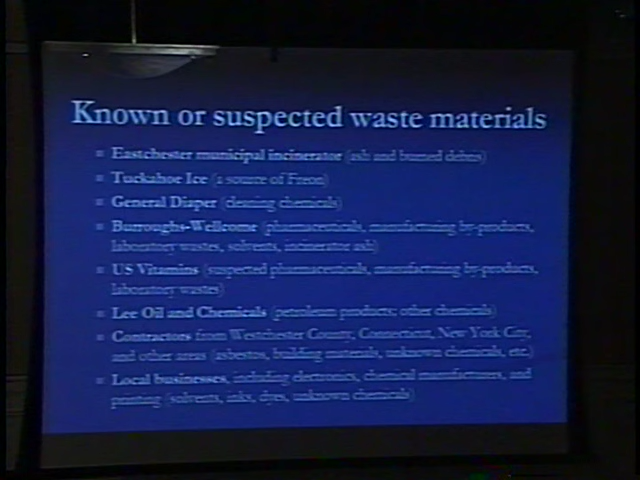 Known or suspected waste materials
Eastchester municipal incinerator (ash and burned debris)
Tuckahoe Ice (a source of Freon)
General Diaper (cleaning chemicals)
Burroughs-Wellcome (pharmaceuticals, manufacturing by-products,
laboratory wastes, solvents, incinerator ash)
US Vitamins (suspected pharmaceuticals, manufacturing by-products,
laboratory wastes)
Lee Oil and Chemicals (petroleum products; other chemicals)
Contractors from Westchester County, Connecticut, New York City,
and other areas (asbestos, building materials, unknown chemicals, etc.)
Local businesses, including electronics, chemical manufacturers, and
painting (solvents, inks, dyes, unknown chemicals)